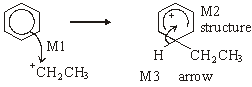 M1
⁺CH₂CH₃
+
M2
structure
H
CH₂CH₃
M3 arrow